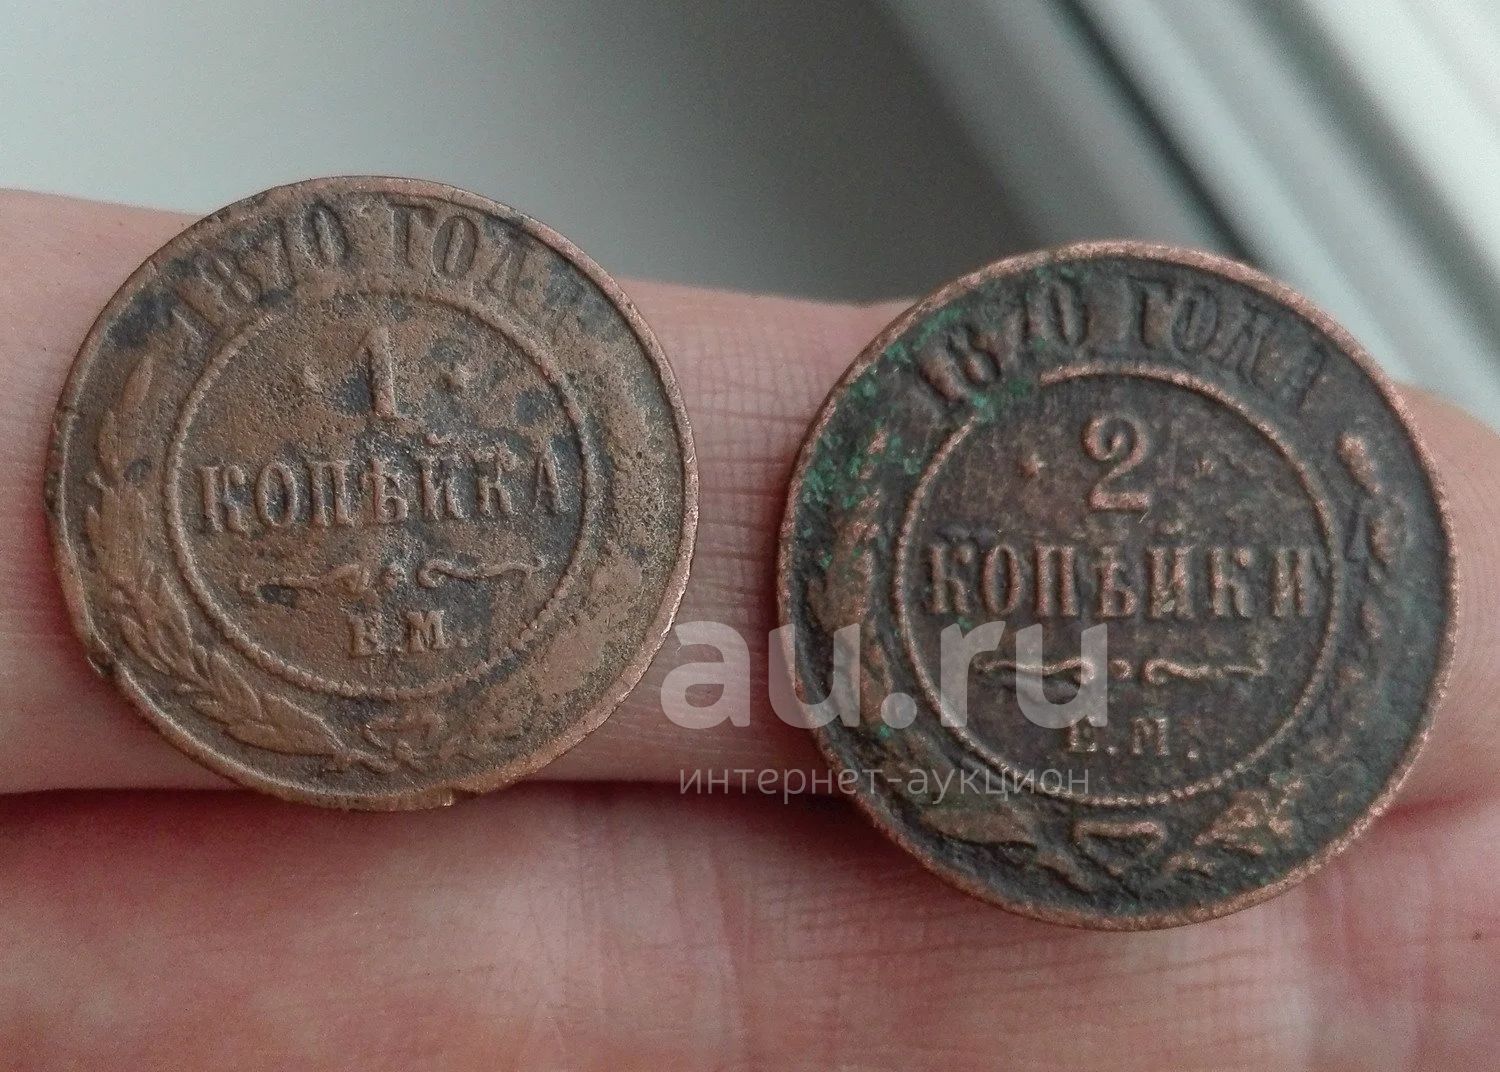 1870 ГОДА
1
КОПѢЙКА
Е.М.
1870 ГОДА
2
КОПѢЙКИ
Е.М.
au.ru
интернет-аукцион